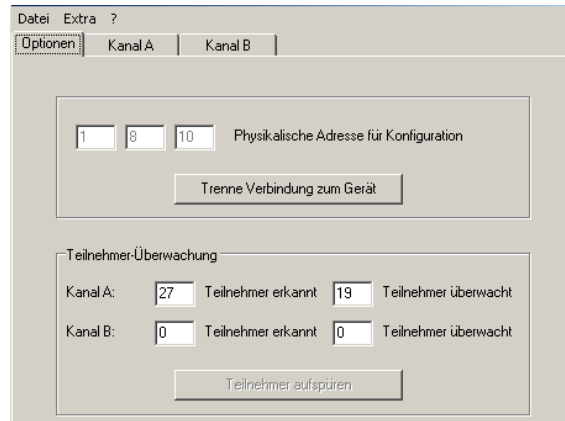 Datei Extra ?
Optionen Kanal A Kanal B
1 8 10 Physikalische Adresse für Konfiguration
Trenne Verbindung zum Gerät
Teilnehmer-Überwachung
Kanal A: 27 Teilnehmer erkannt 19 Teilnehmer überwacht
Kanal B: 0 Teilnehmer erkannt 0 Teilnehmer überwacht
Teilnehmer aufspüren